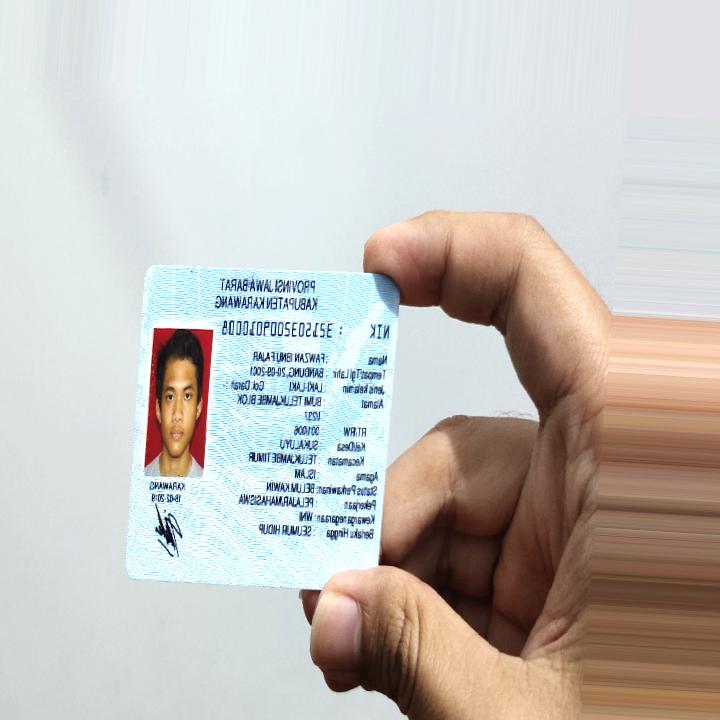 PROVINSI JAWA BARAT
KABUPATEN KARAWANG
NIK :
Nama : FAWZAN IBNU FAJAR
Tempat/Tgl Lahir : BANDUNG, 20-09-2001
Jenis kelamin : LAKI-LAKI Gol. Darah :
Alamat : BUMI TELUKJAMBE BLOK
RT/RW : 001/006
Kel/Desa : SUKALUYU
Kecamatan : TELUKJAMBE TIMUR
Agama : ISLAM
Status Perkawinan: BELUM KAWIN
Pekerjaan : PELAJAR/MAHASISWA
Kewarganegaraan: WNI
Berlaku Hingga : SEUMUR HIDUP
KARAWANG
18-02-2019